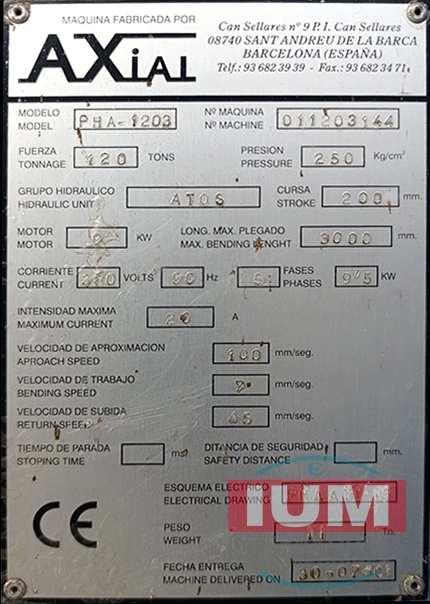 MAQUINA FABRICADA POR
AXiAL
Can Sellares nº 9 P. I. Can Sellares
08740 SANT ANDREU DE LA BARCA
BARCELONA (ESPAÑA)
Telf.: 93 682 39 39 - Fax.: 93 682 34 71
MODELO
MODEL
PHA-1203
Nº MAQUINA
Nº MACHINE
011203144
FUERZA
TONNAGE
120 TONS
PRESION
PRESSURE
250 Kg/cm²
GRUPO HIDRAULICO
HIDRAULIC UNIT
ATOS
CURSA
STROKE
200 mm.
MOTOR
MOTOR
KW
LONG. MAX. PLEGADO
MAX. BENDING LENGHT
3000 mm.
CORRIENTE
CURRENT
VOLTS
Hz
FASES
PHASES
9'5 KW
INTENSIDAD MAXIMA
MAXIMUM CURRENT
A
VELOCIDAD DE APROXIMACION
APROACH SPEED
100 mm/seg.
VELOCIDAD DE TRABAJO
BENDING SPEED
mm/seg.
VELOCIDAD DE SUBIDA
RETURN SPEED
mm/seg.
TIEMPO DE PARADA
STOPING TIME
ms
DITANCIA DE SEGURIDAD
SAFETY DISTANCE
mm.
ESQUEMA ELECTRICO
ELECTRICAL DRAWING
IUM
CE
PESO
WEIGHT
Tn.
FECHA ENTREGA
MACHINE DELIVERED ON